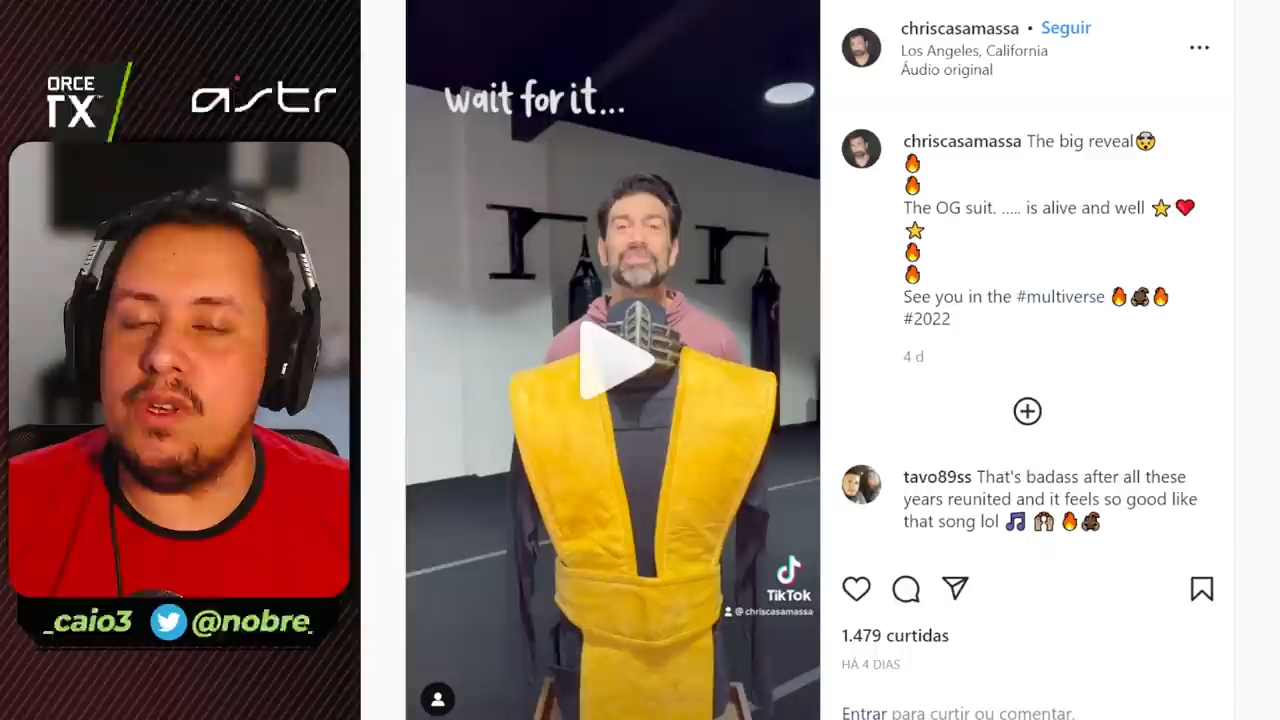 ORCE
TX
astr
_caio3 @nobre_
wait for it...
TikTok
@chriscasamassa
chriscasamassa • Seguir
Los Angeles, California
Áudio original
chriscasamassa The big reveal🤯
🔥
🔥
The OG suit. ..... is alive and well ⭐❤️
⭐
🔥
🔥
See you in the #multiverse 🔥🦂🔥
#2022
4 d
tavo89ss That's badass after all these
years reunited and it feels so good like
that song lol 🎵 🙌 🔥🦂
1.479 curtidas
HÁ 4 DIAS
Entrar para curtir ou comentar.